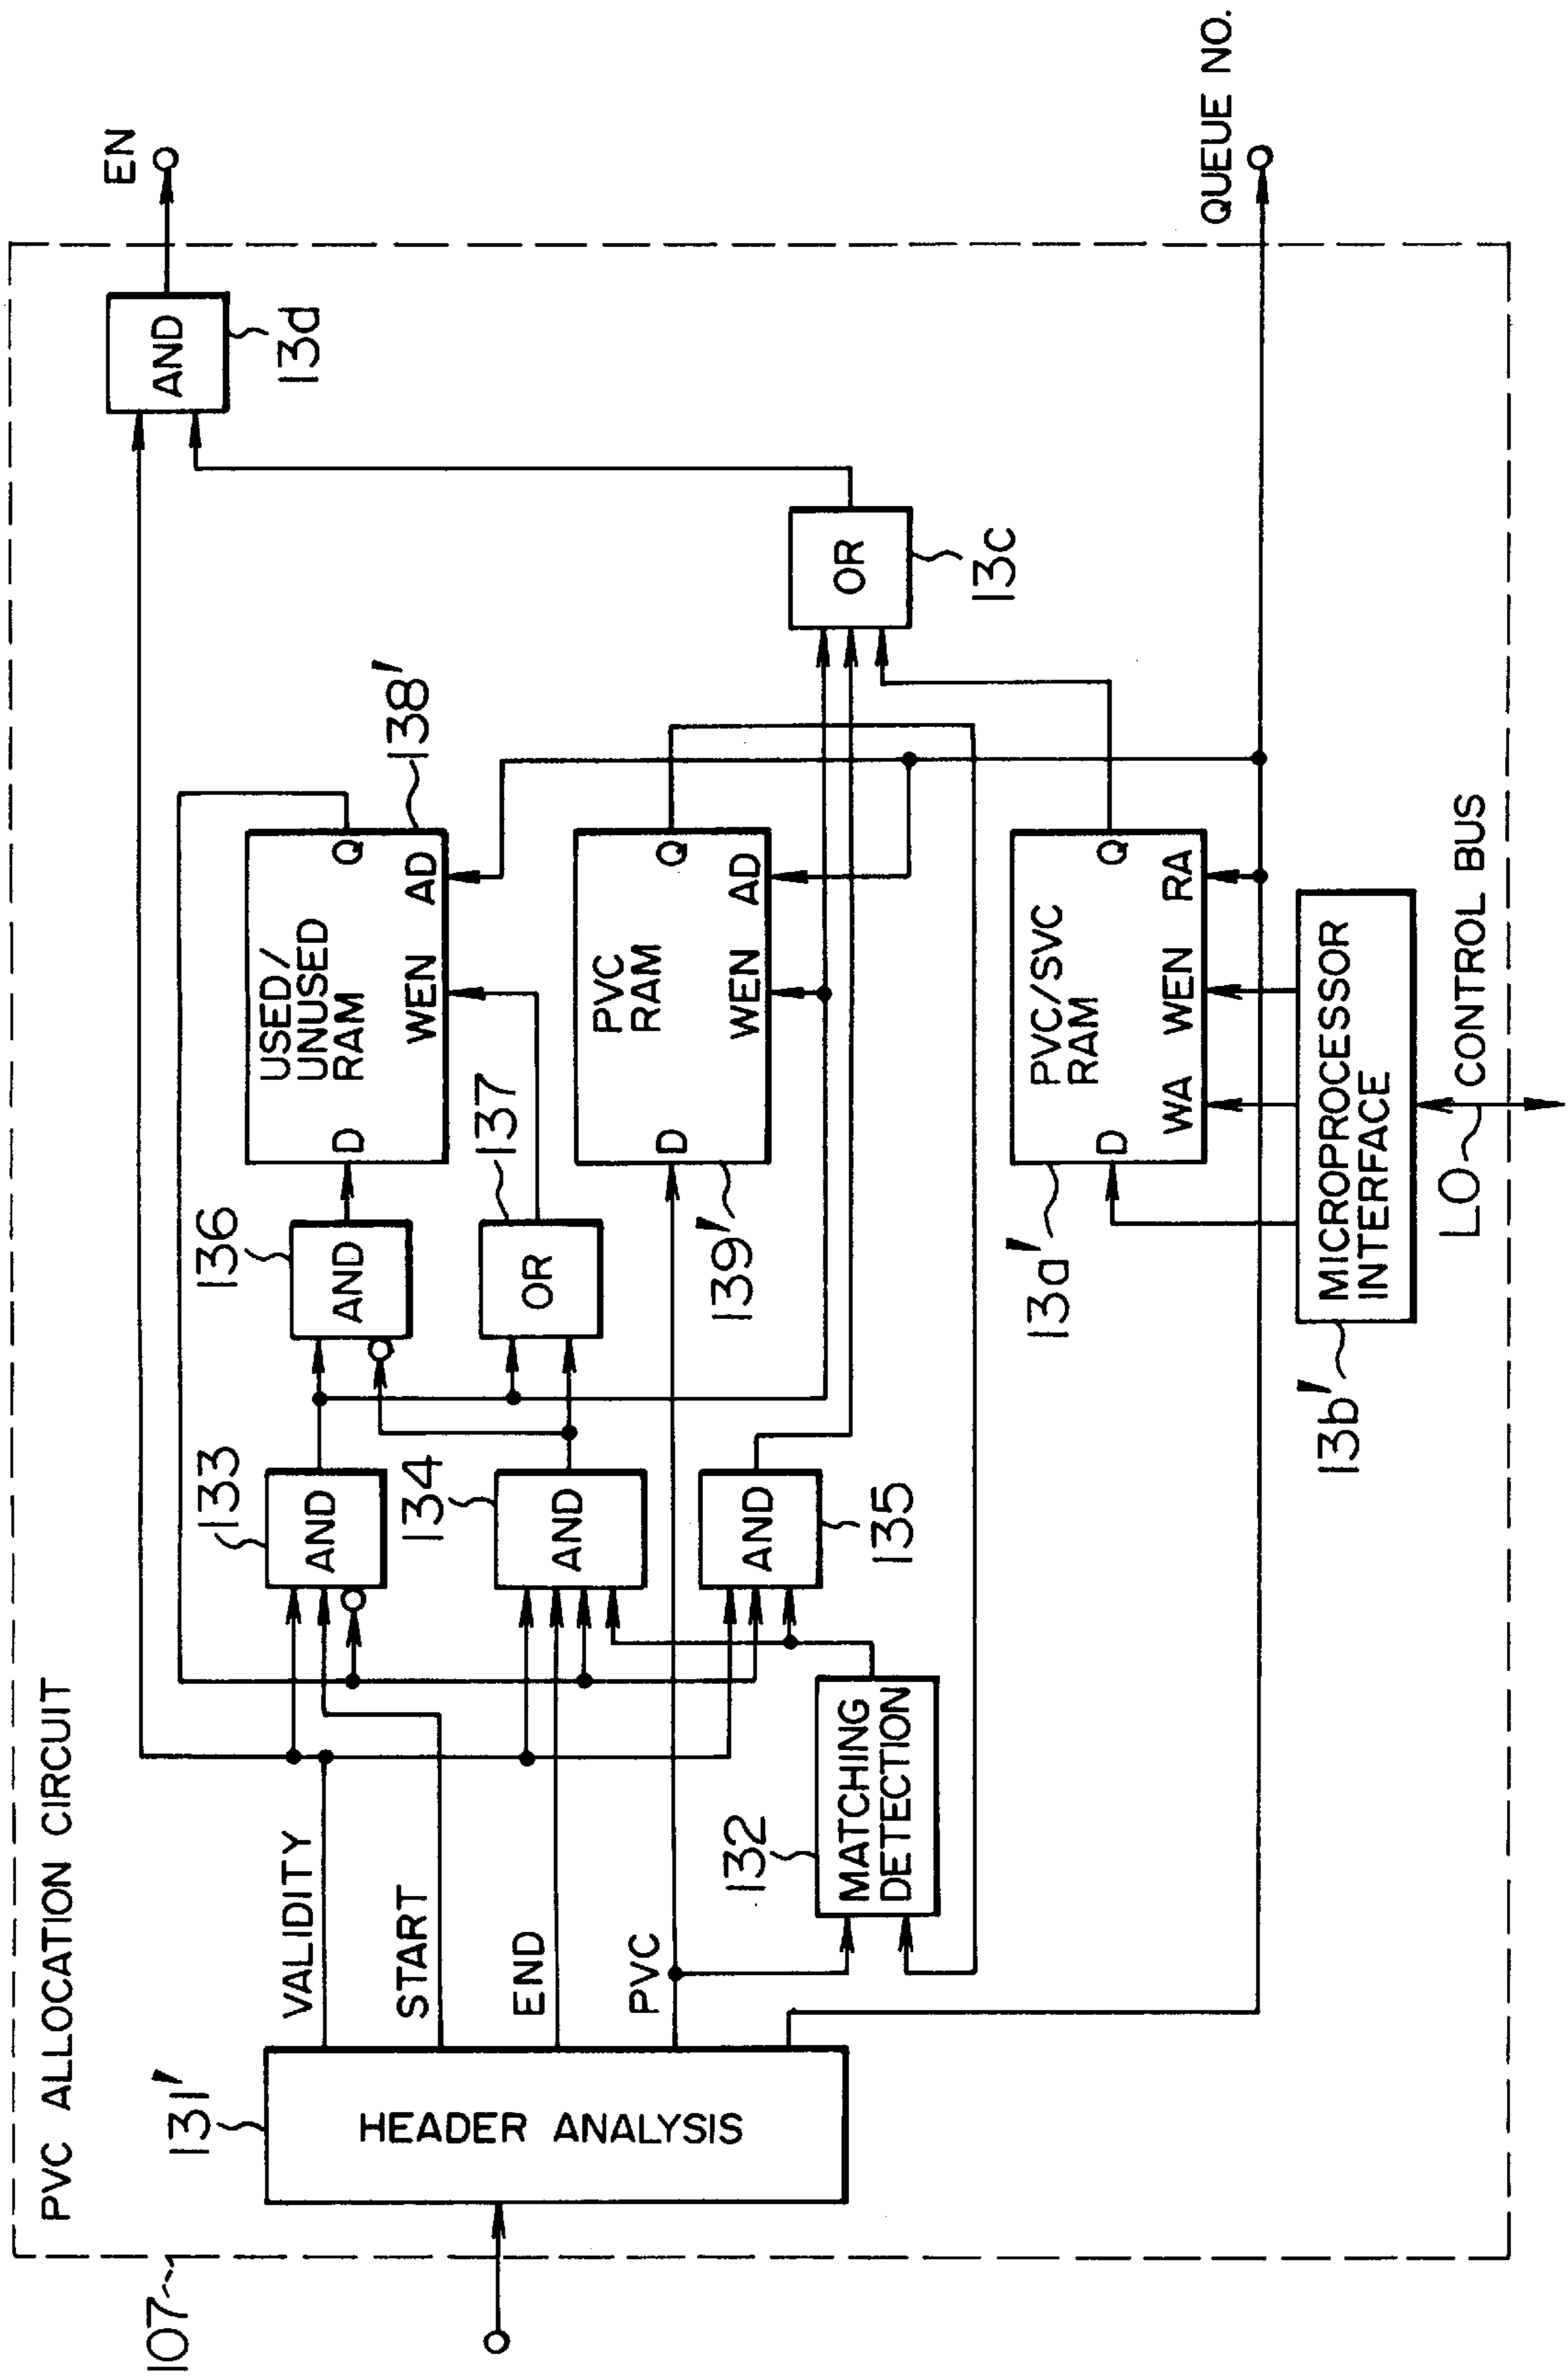 PVC ALLOCATION CIRCUIT
107
131'
HEADER ANALYSIS
VALIDITY
START
END
PVC
132
MATCHING
DETECTION
133
AND
134
AND
135
AND
136
AND
137
OR
138'
USED/
UNUSED
RAM
D
Q
WEN
AD
139'
PVC
RAM
D
Q
WEN
AD
13a'
PVC/SVC
RAM
D
Q
WA
WEN
RA
13b'
MICROPROCESSOR
INTERFACE
LO
CONTROL BUS
OR
13c
AND
13d
EN
QUEUE NO.